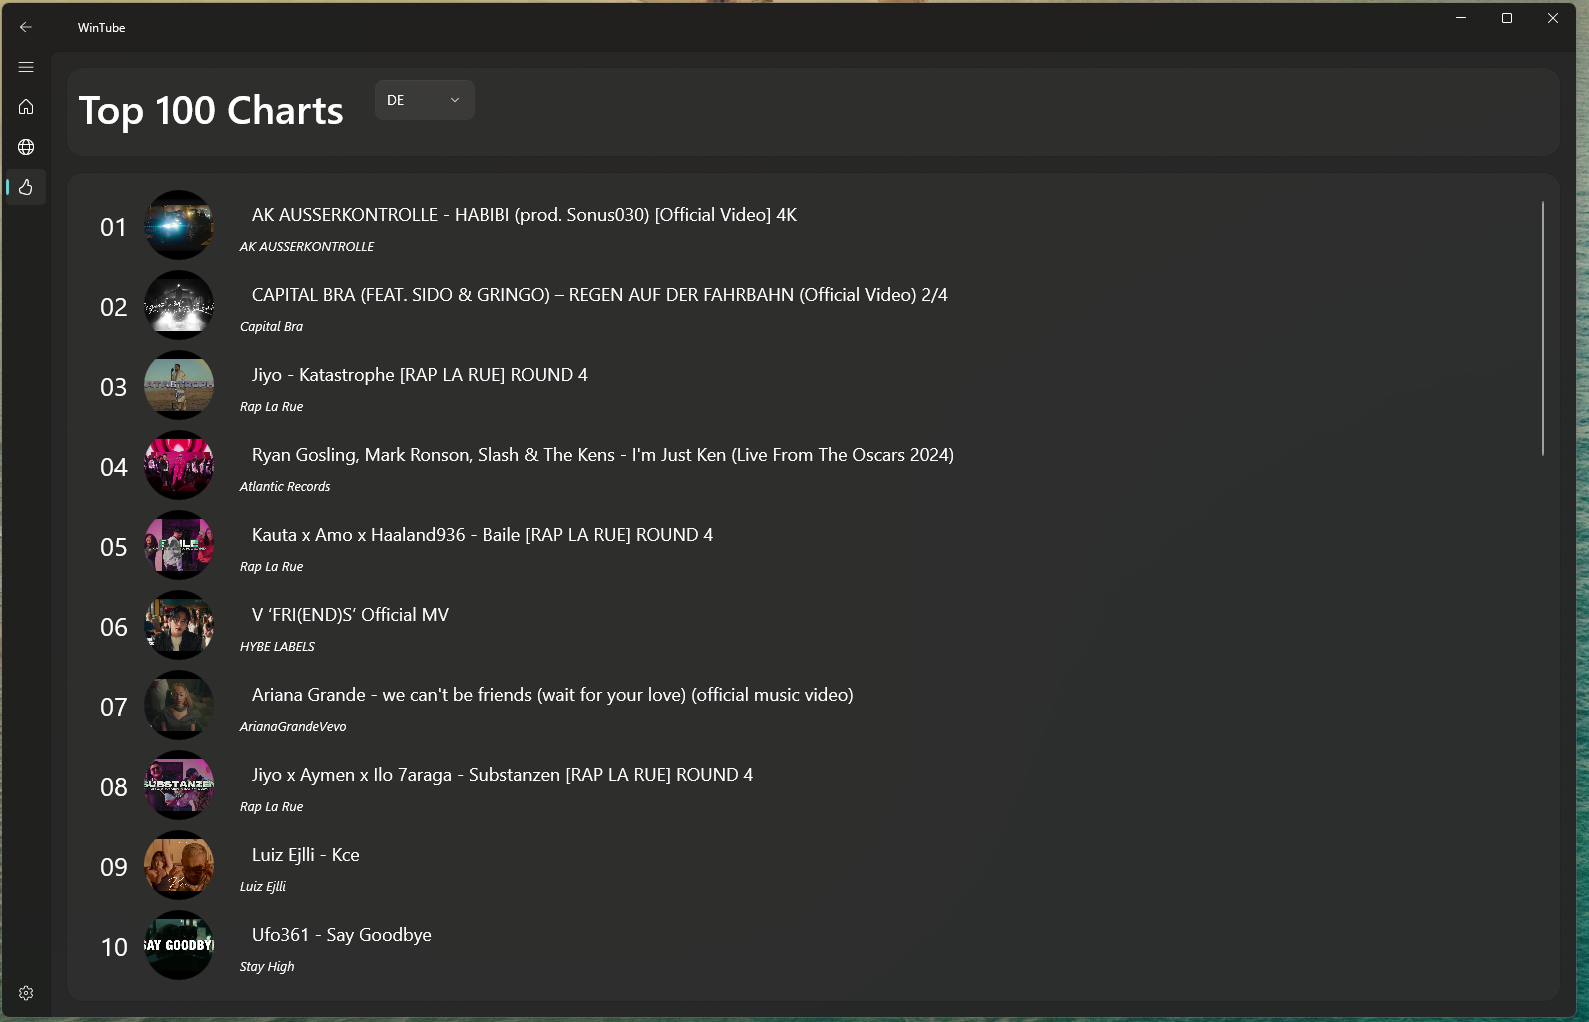 WinTube
Top 100 Charts
DE
01
AK AUSSERKONTROLLE - HABIBI (prod. Sonus030) [Official Video] 4K
AK AUSSERKONTROLLE
02
CAPITAL BRA (FEAT. SIDO & GRINGO) – REGEN AUF DER FAHRBAHN (Official Video) 2/4
Capital Bra
03
Jiyo - Katastrophe [RAP LA RUE] ROUND 4
Rap La Rue
04
Ryan Gosling, Mark Ronson, Slash & The Kens - I'm Just Ken (Live From The Oscars 2024)
Atlantic Records
05
Kauta x Amo x Haaland936 - Baile [RAP LA RUE] ROUND 4
Rap La Rue
06
V ‘FRI(END)S’ Official MV
HYBE LABELS
07
Ariana Grande - we can't be friends (wait for your love) (official music video)
ArianaGrandeVevo
SUBSTANZEN
08
Jiyo x Aymen x Ilo 7araga - Substanzen [RAP LA RUE] ROUND 4
Rap La Rue
09
Luiz Ejlli - Kce
Luiz Ejlli
SAY GOODBY
10
Ufo361 - Say Goodbye
Stay High